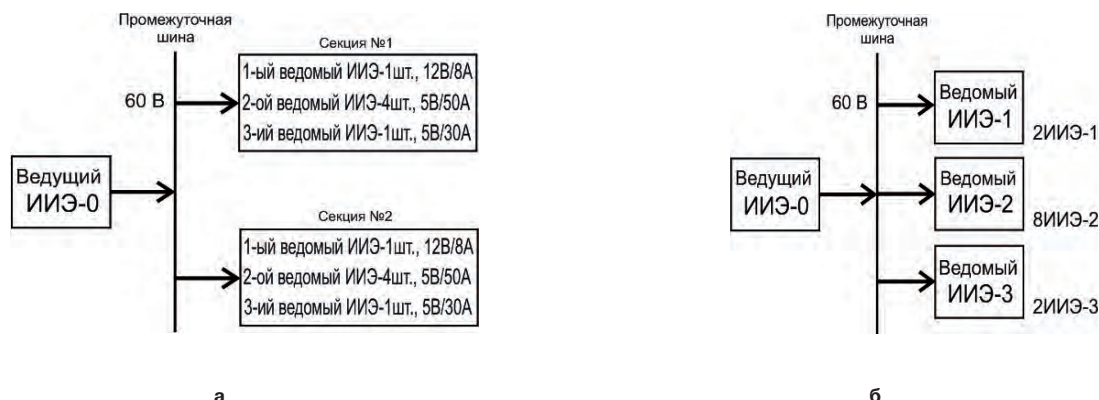 Промежуточная
шина
60 В
Ведущий
ИИЭ-0
Секция №1
1-ый ведомый ИИЭ-1шт., 12В/8А
2-ой ведомый ИИЭ-4шт., 5В/50А
3-ий ведомый ИИЭ-1шт., 5В/30А
Секция №2
1-ый ведомый ИИЭ-1шт., 12В/8А
2-ой ведомый ИИЭ-4шт., 5В/50А
3-ий ведомый ИИЭ-1шт., 5В/30А
а
Промежуточная
шина
60 В
Ведущий
ИИЭ-0
Ведомый
ИИЭ-1
2ИИЭ-1
Ведомый
ИИЭ-2
8ИИЭ-2
Ведомый
ИИЭ-3
2ИИЭ-3
б